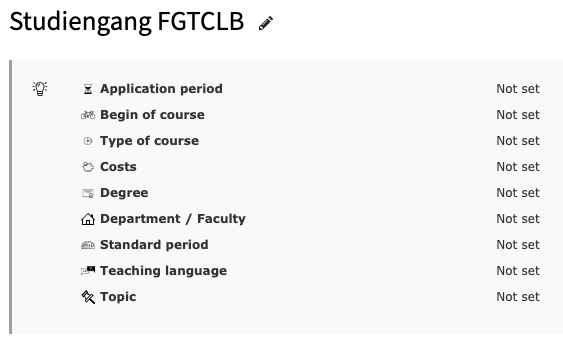 Studiengang FGTCLB
Application period Not set
Begin of course Not set
Type of course Not set
Costs Not set
Degree Not set
Department / Faculty Not set
Standard period Not set
Teaching language Not set
Topic Not set